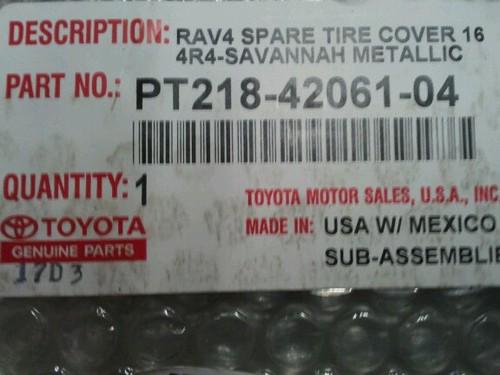 DESCRIPTION: RAV4 SPARE TIRE COVER 16
4R4-SAVANNAH METALLIC
PART NO.: PT218-42061-04
QUANTITY: 1
TOYOTA MOTOR SALES, U.S.A., INC
TOYOTA
MADE IN: USA W/ MEXICO
GENUINE PARTS
SUB-ASSEMBLIE
17D3